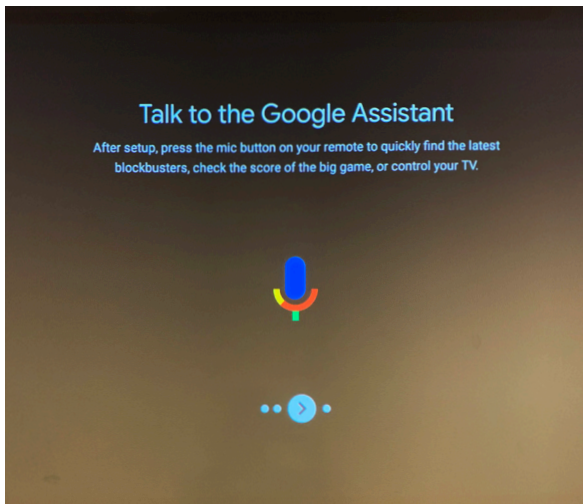 Talk to the Google Assistant
After setup, press the mic button on your remote to quickly find the latest
blockbusters, check the score of the big game, or control your TV.